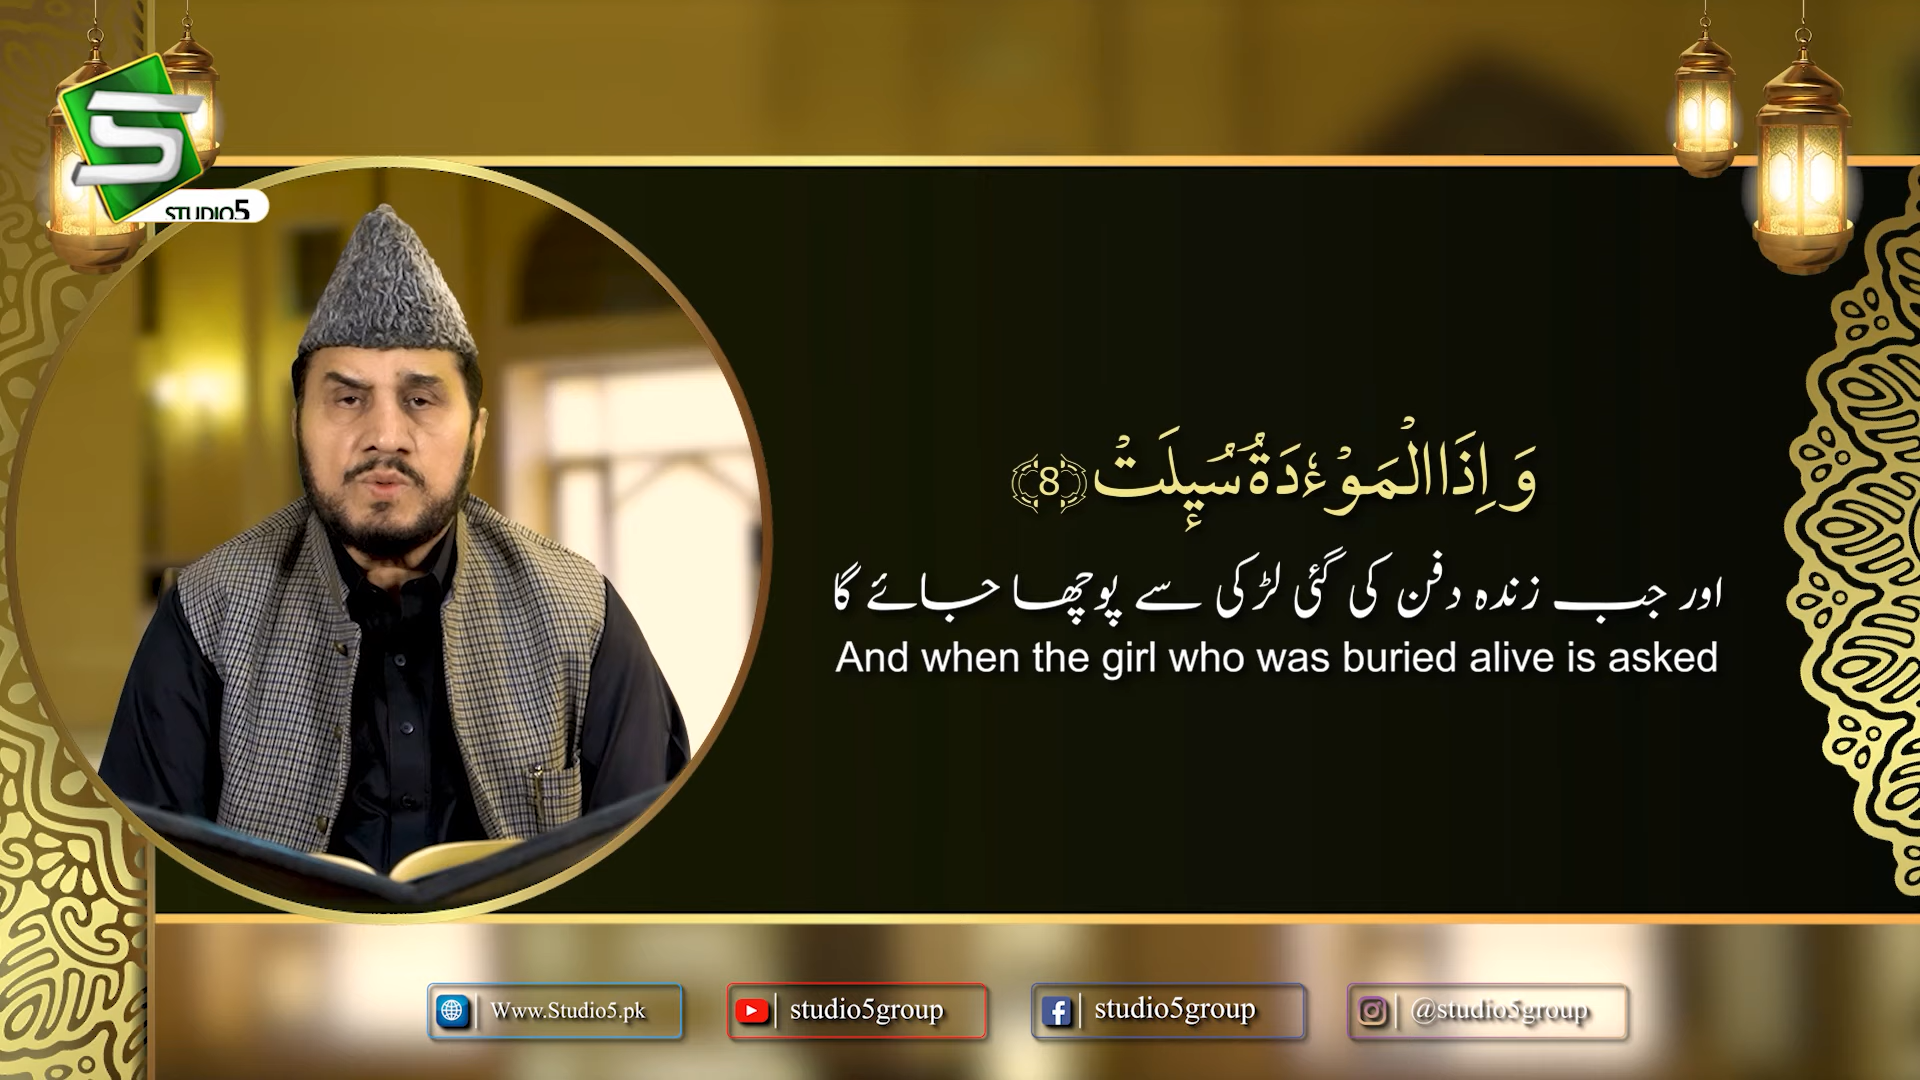 STUDIO5
وَ اِذَا الْمَوْءٗدَةُ سُىٕلَتْ
8
اور جب زندہ دفن کی گئی لڑکی سے پوچھا جائے گا
And when the girl who was buried alive is asked
Www.Studio5.pk
studio5group
studio5group
@studio5group